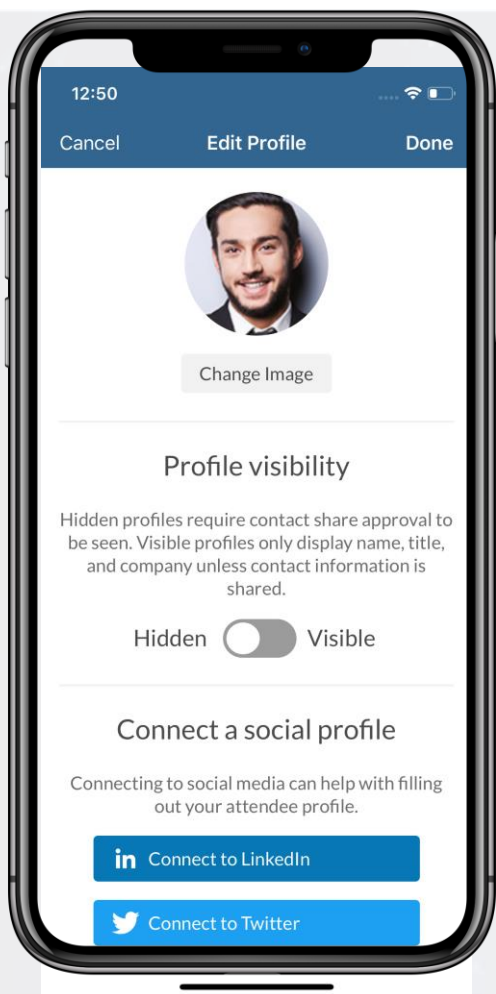 12:50
Cancel Edit Profile Done
Change Image
Profile visibility
Hidden profiles require contact share approval to
be seen. Visible profiles only display name, title,
and company unless contact information is
shared.
Hidden Visible
Connect a social profile
Connecting to social media can help with filling
out your attendee profile.
in Connect to LinkedIn
Connect to Twitter